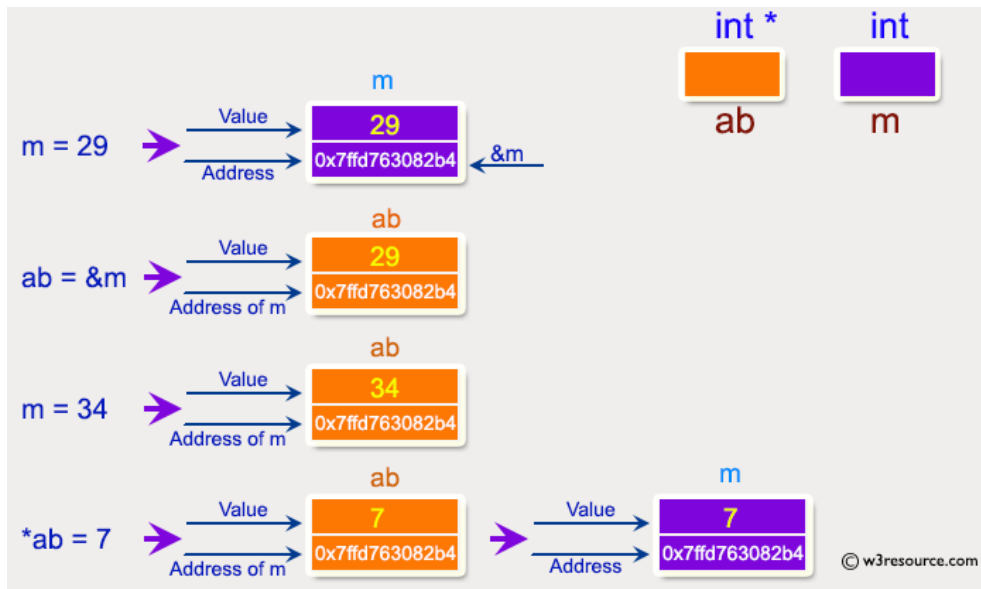 int * int
ab m
m
m = 29
Value
29
0x7ffd763082b4
Address
&m
ab
ab = &m
Value
29
0x7ffd763082b4
Address of m
ab
m = 34
Value
34
0x7ffd763082b4
Address of m
ab
*ab = 7
Value
7
0x7ffd763082b4
Address of m
m
Value
7
0x7ffd763082b4
Address
© w3resource.com